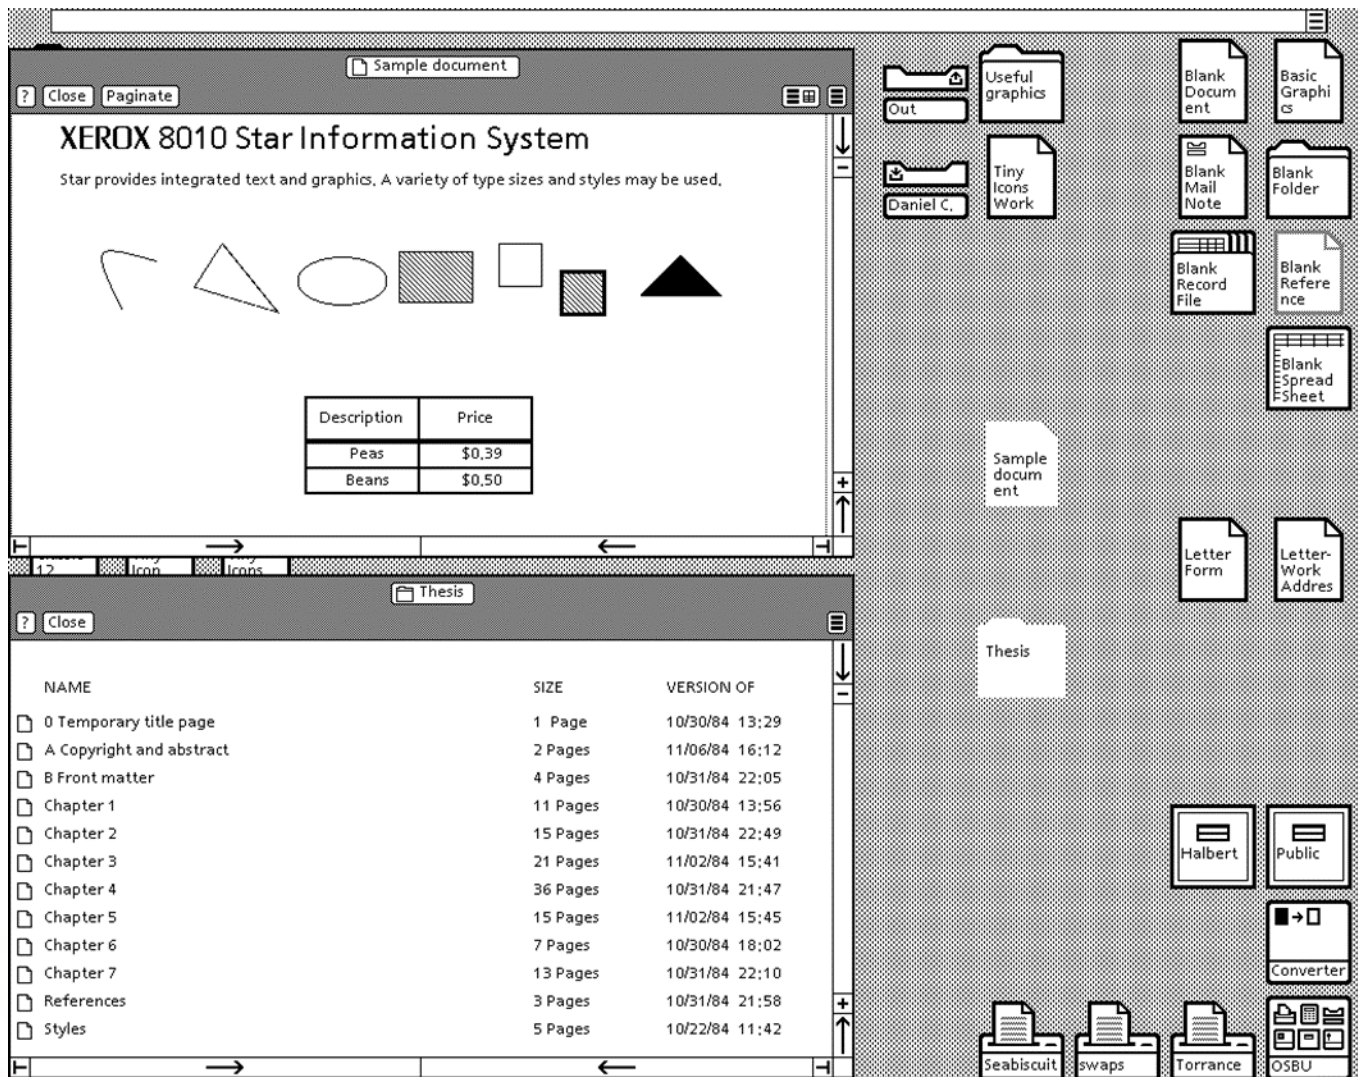 Sample document
? Close Paginate
XEROX 8010 Star Information System
Star provides integrated text and graphics. A variety of type sizes and styles may be used.
Description Price
Peas $0.39
Beans $0.50
12 Icon Icons
Thesis
? Close
NAME SIZE VERSION OF
0 Temporary title page 1 Page 10/30/84 13:29
A Copyright and abstract 2 Pages 11/06/84 16:12
B Front matter 4 Pages 10/31/84 22:05
Chapter 1 11 Pages 10/30/84 13:56
Chapter 2 15 Pages 10/31/84 22:49
Chapter 3 21 Pages 11/02/84 15:41
Chapter 4 36 Pages 10/31/84 21:47
Chapter 5 15 Pages 11/02/84 15:45
Chapter 6 7 Pages 10/30/84 18:02
Chapter 7 13 Pages 10/31/84 22:10
References 3 Pages 10/31/84 21:58
Styles 5 Pages 10/22/84 11:42
Out
Useful
graphics
Blank
Docum
ent
Basic
Graphi
cs
Daniel C.
Tiny
Icons
Work
Blank
Mail
Note
Blank
Folder
Blank
Record
File
Blank
Refere
nce
Blank
Spread
Sheet
Sample
docum
ent
Letter
Form
Letter-
Work
Addres
Thesis
Halbert
Public
Converter
Seabiscuit
swaps
Torrance
OSBU